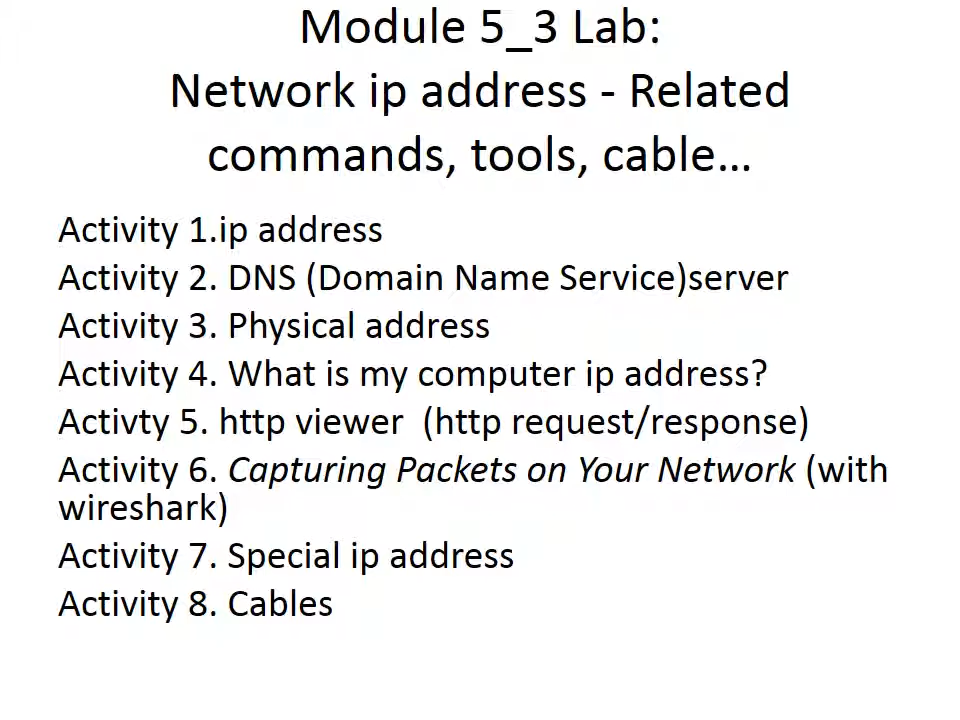 Module 5_3 Lab:
Network ip address - Related
commands, tools, cable…
Activity 1.ip address
Activity 2. DNS (Domain Name Service)server
Activity 3. Physical address
Activity 4. What is my computer ip address?
Activty 5. http viewer  (http request/response)
Activity 6. Capturing Packets on Your Network (with
wireshark)
Activity 7. Special ip address
Activity 8. Cables